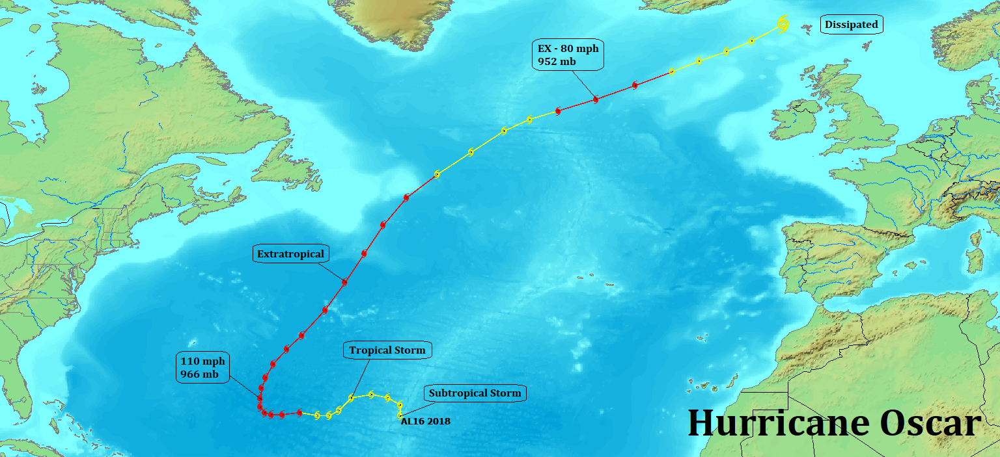 Dissipated
EX - 80 mph
952 mb
Extratropical
110 mph
966 mb
Tropical Storm
Subtropical Storm
AL16 2018
Hurricane Oscar